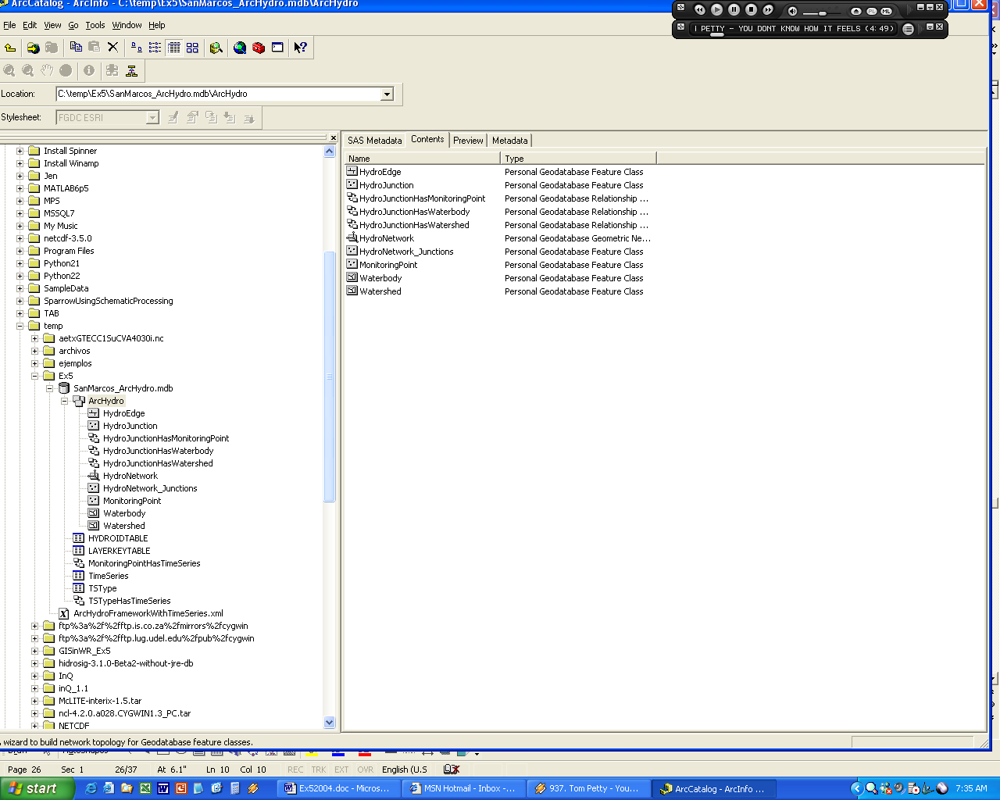 ArcCatalog - ArcInfo - C:\temp\Ex5\SanMarcos_ArcHydro.mdb\ArcHydro
PL ML
I PETTY - YOU DONT KNOW HOW IT FEELS (4:49)
File Edit View Go Tools Window Help
Location: C:\temp\Ex5\SanMarcos_ArcHydro.mdb\ArcHydro
Stylesheet: FGDC ESRI
Install Spinner
Install Winamp
Jen
MATLAB6p5
MPS
MSSQL7
My Music
netcdf-3.5.0
Program Files
Python21
Python22
SampleData
SparrowUsingSchematicProcessing
TAB
temp
aetxGTECC1SuCVA4030i.nc
archivos
ejemplos
Ex5
SanMarcos_ArcHydro.mdb
ArcHydro
HydroEdge
HydroJunction
HydroJunctionHasMonitoringPoint
HydroJunctionHasWaterbody
HydroJunctionHasWatershed
HydroNetwork
HydroNetwork_Junctions
MonitoringPoint
Waterbody
Watershed
HYDROIDTABLE
LAYERKEYTABLE
MonitoringPointHasTimeSeries
TimeSeries
TSType
TSTypeHasTimeSeries
ArcHydroFrameworkWithTimeSeries.xml
ftp%3a%2f%2fftp.is.co.za%2fmirrors%2fcygwin
ftp%3a%2f%2fftp.lug.udel.edu%2fpub%2fcygwin
GISinWR_Ex5
hidrosig-3.1.0-Beta2-without-jre-db
InQ
inQ_1.1
McLITE-interix-1.5.tar
ncl-4.2.0.a028.CYGWIN1.3_PC.tar
NETCDF
SAS Metadata Contents Preview Metadata
Name Type
HydroEdge Personal Geodatabase Feature Class
HydroJunction Personal Geodatabase Feature Class
HydroJunctionHasMonitoringPoint Personal Geodatabase Relationship ...
HydroJunctionHasWaterbody Personal Geodatabase Relationship ...
HydroJunctionHasWatershed Personal Geodatabase Relationship ...
HydroNetwork Personal Geodatabase Geometric Ne...
HydroNetwork_Junctions Personal Geodatabase Feature Class
MonitoringPoint Personal Geodatabase Feature Class
Waterbody Personal Geodatabase Feature Class
Watershed Personal Geodatabase Feature Class
wizard to build network topology for Geodatabase feature classes.
Page 26 Sec 1 26/37 At 6.1" Ln 10 Col 10 REC TRK EXT OVR English (U.S
start Ex52004.doc - Micros... MSN Hotmail - Inbox -... 937. Tom Petty - You... ArcCatalog - ArcInfo ... 7:35 AM